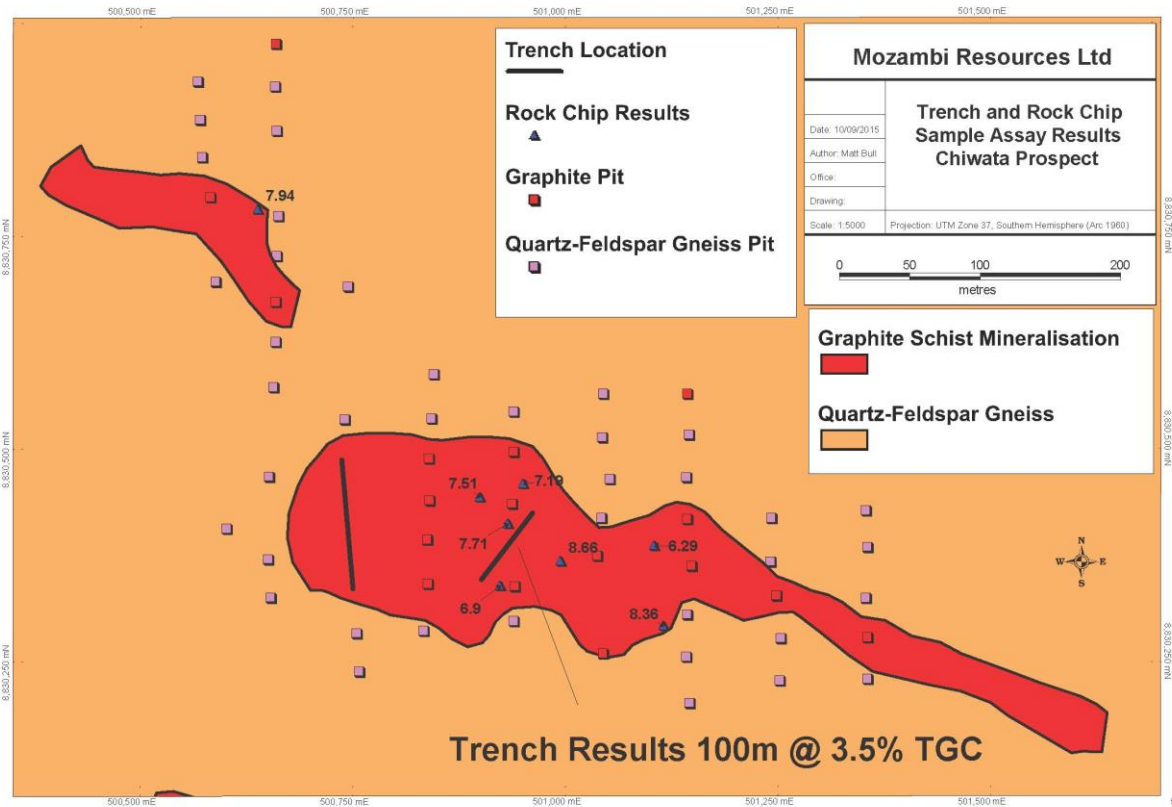 500,500 mE
500,750 mE
501,000 mE
501,250 mE
501,500 mE
Trench Location
Rock Chip Results
Graphite Pit
Quartz-Feldspar Gneiss Pit
Mozambi Resources Ltd
Date: 10/09/2015
Author: Matt Bull
Office:
Drawing:
Scale: 1:5000
Trench and Rock Chip
Sample Assay Results
Chiwata Prospect
Projection: UTM Zone 37, Southern Hemisphere (Arc 1960)
0 50 100 200
metres
Graphite Schist Mineralisation
Quartz-Feldspar Gneiss
8,830,750 mN
8,830,750 mN
7.94
8,830,500 mN
8,830,500 mN
7.51
7.19
7.71
8.66
6.29
6.9
8.36
N
W
E
S
8,830,250 mN
8,830,250 mN
Trench Results 100m @ 3.5% TGC
500,500 mE
500,750 mE
501,000 mE
501,250 mE
501,500 mE